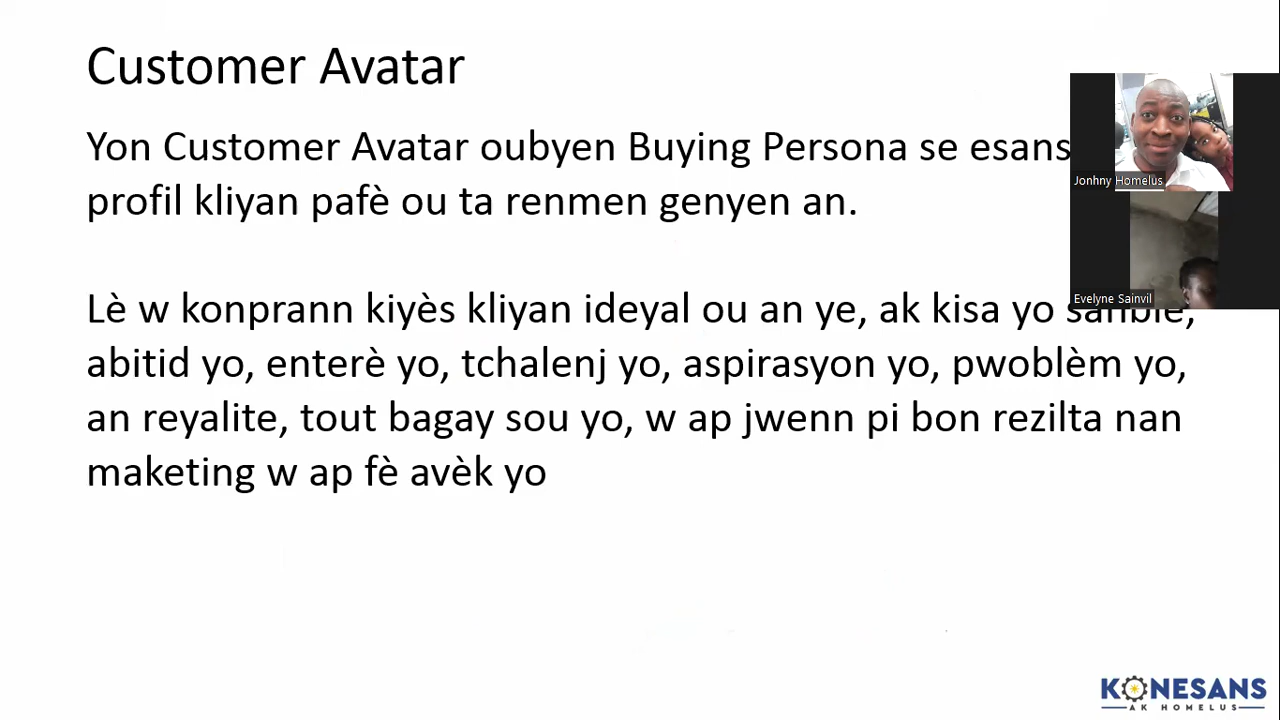 Customer Avatar
Yon Customer Avatar oubyen Buying Persona se esans
profil kliyan pafè ou ta renmen genyen an.
Jonhny Homelus
Lè w konprann kiyès kliyan ideyal ou an ye, ak kisa yo
Evelyne Sainvil
abitid yo, enterè yo, tchalenj yo, aspirasyon yo, pwoblèm yo,
an reyalite, tout bagay sou yo, w ap jwenn pi bon rezilta nan
maketing w ap fè avèk yo
KONESANS
AK HOMELUS